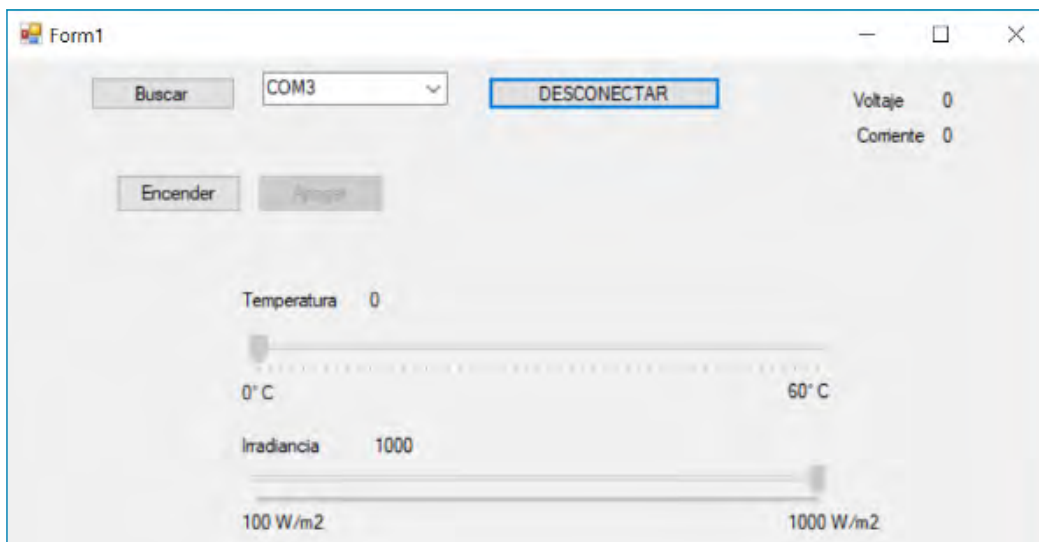 Form1
Buscar COM3 DESCONECTAR
Voltaje 0
Corriente 0
Encender Apagar
Temperatura 0
0° C 60° C
Irradiancia 1000
100 W/m2 1000 W/m2